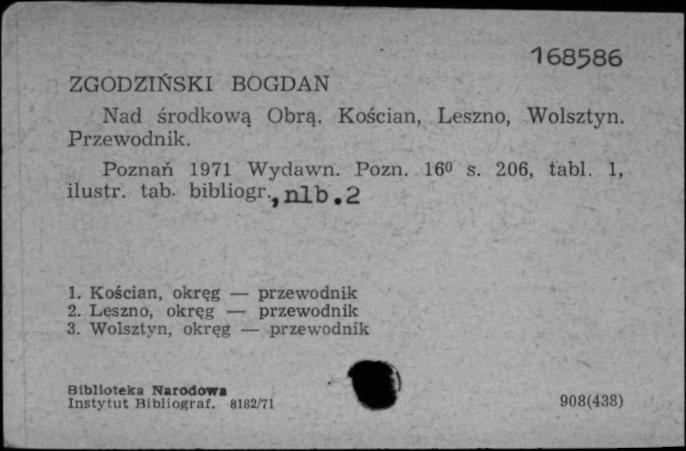 168586
ZGODZIŃSKI BOGDAN
Nad środkową Obrą. Kościan, Leszno, Wolsztyn.
Przewodnik.
Poznań 1971 Wydawn. Pozn. 16⁰ s. 206, tabl. 1,
ilustr. tab. bibliogr., nlb.2
1. Kościan, okręg — przewodnik
2. Leszno, okręg — przewodnik
3. Wolsztyn, okręg — przewodnik
Biblioteka Narodowa
Instytut Bibliograf. 8182/71
908(438)